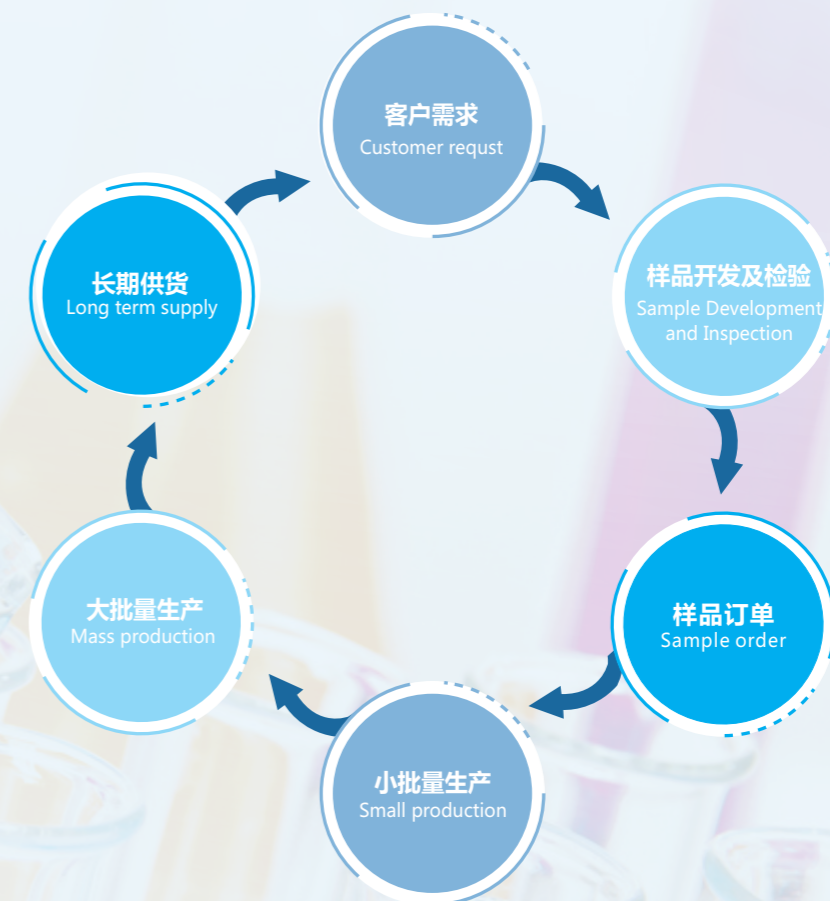 客户需求
Customer requst
样品开发及检验
Sample Development
and Inspection
样品订单
Sample order
小批量生产
Small production
大批量生产
Mass production
长期供货
Long term supply